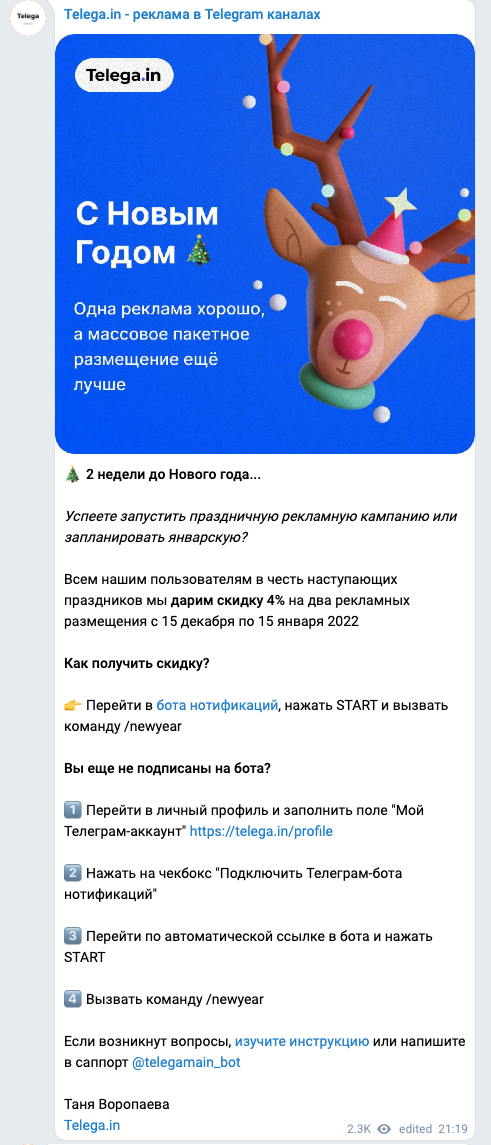 Telega
Telega.in - реклама в Telegram каналах
Telega.in
С Новым
Годом 🎄
Одна реклама хорошо,
а массовое пакетное
размещение ещё
лучше
🎄 2 недели до Нового года...
Успеете запустить праздничную рекламную кампанию или
запланировать январскую?
Всем нашим пользователям в честь наступающих
праздников мы дарим скидку 4% на два рекламных
размещения с 15 декабря по 15 января 2022
Как получить скидку?
👉 Перейти в бота нотификаций, нажать START и вызвать
команду /newyear
Вы еще не подписаны на бота?
1️⃣ Перейти в личный профиль и заполнить поле "Мой
Телеграм-аккаунт" https://telega.in/profile
2️⃣ Нажать на чекбокс "Подключить Телеграм-бота
нотификаций"
3️⃣ Перейти по автоматической ссылке в бота и нажать
START
4️⃣ Вызвать команду /newyear
Если возникнут вопросы, изучите инструкцию или напишите
в саппорт @telegamain_bot
Таня Воропаева
Telega.in
2.3K edited 21:19